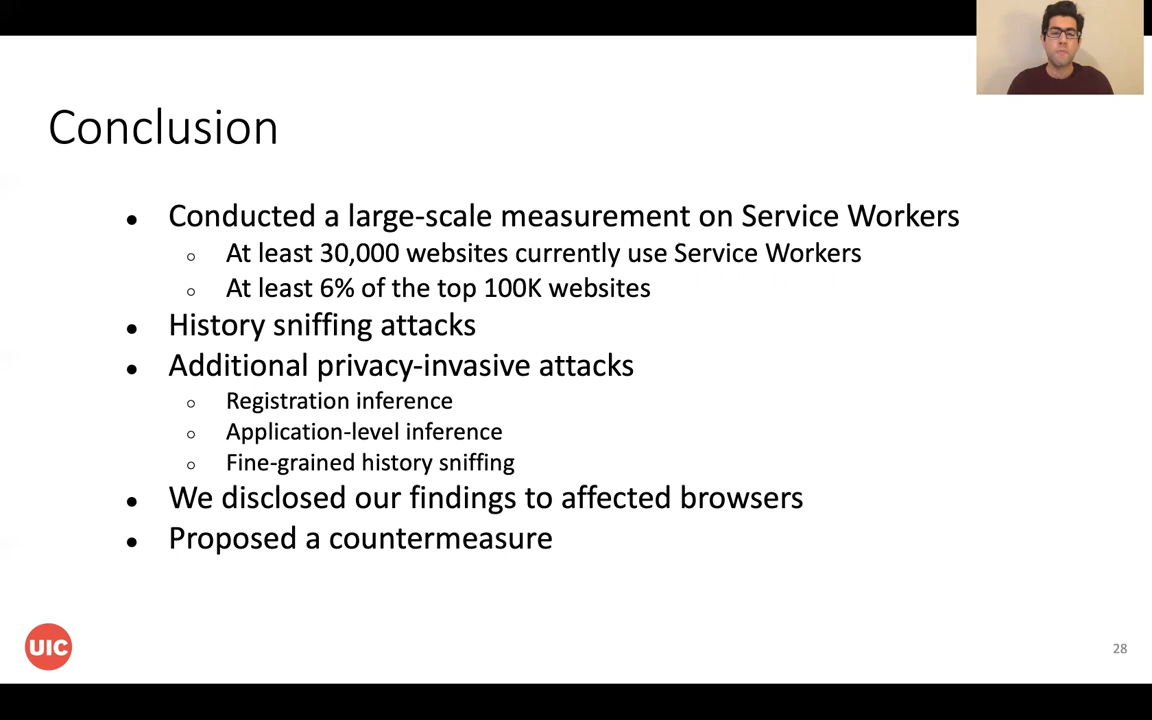 Conclusion
• Conducted a large-scale measurement on Service Workers
○ At least 30,000 websites currently use Service Workers
○ At least 6% of the top 100K websites
• History sniffing attacks
• Additional privacy-invasive attacks
○ Registration inference
○ Application-level inference
○ Fine-grained history sniffing
• We disclosed our findings to affected browsers
• Proposed a countermeasure
UIC
28